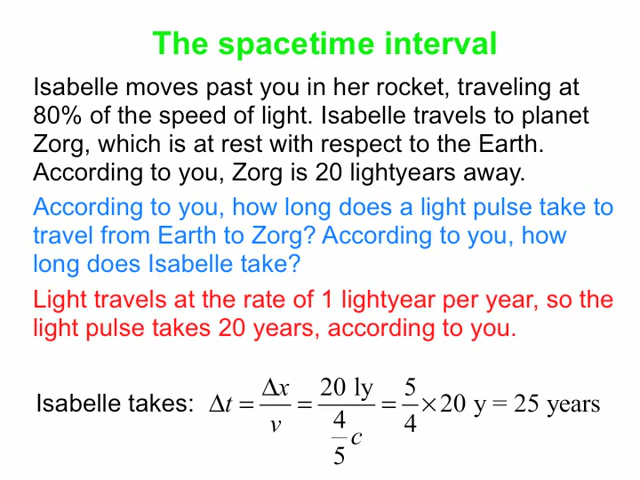 The spacetime interval
Isabelle moves past you in her rocket, traveling at
80% of the speed of light. Isabelle travels to planet
Zorg, which is at rest with respect to the Earth.
According to you, Zorg is 20 lightyears away.
According to you, how long does a light pulse take to
travel from Earth to Zorg? According to you, how
long does Isabelle take?
Light travels at the rate of 1 lightyear per year, so the
light pulse takes 20 years, according to you.
Isabelle takes: Δt = Δx/v = 20 ly/(4/5 c) = 5/4 × 20 y = 25 years